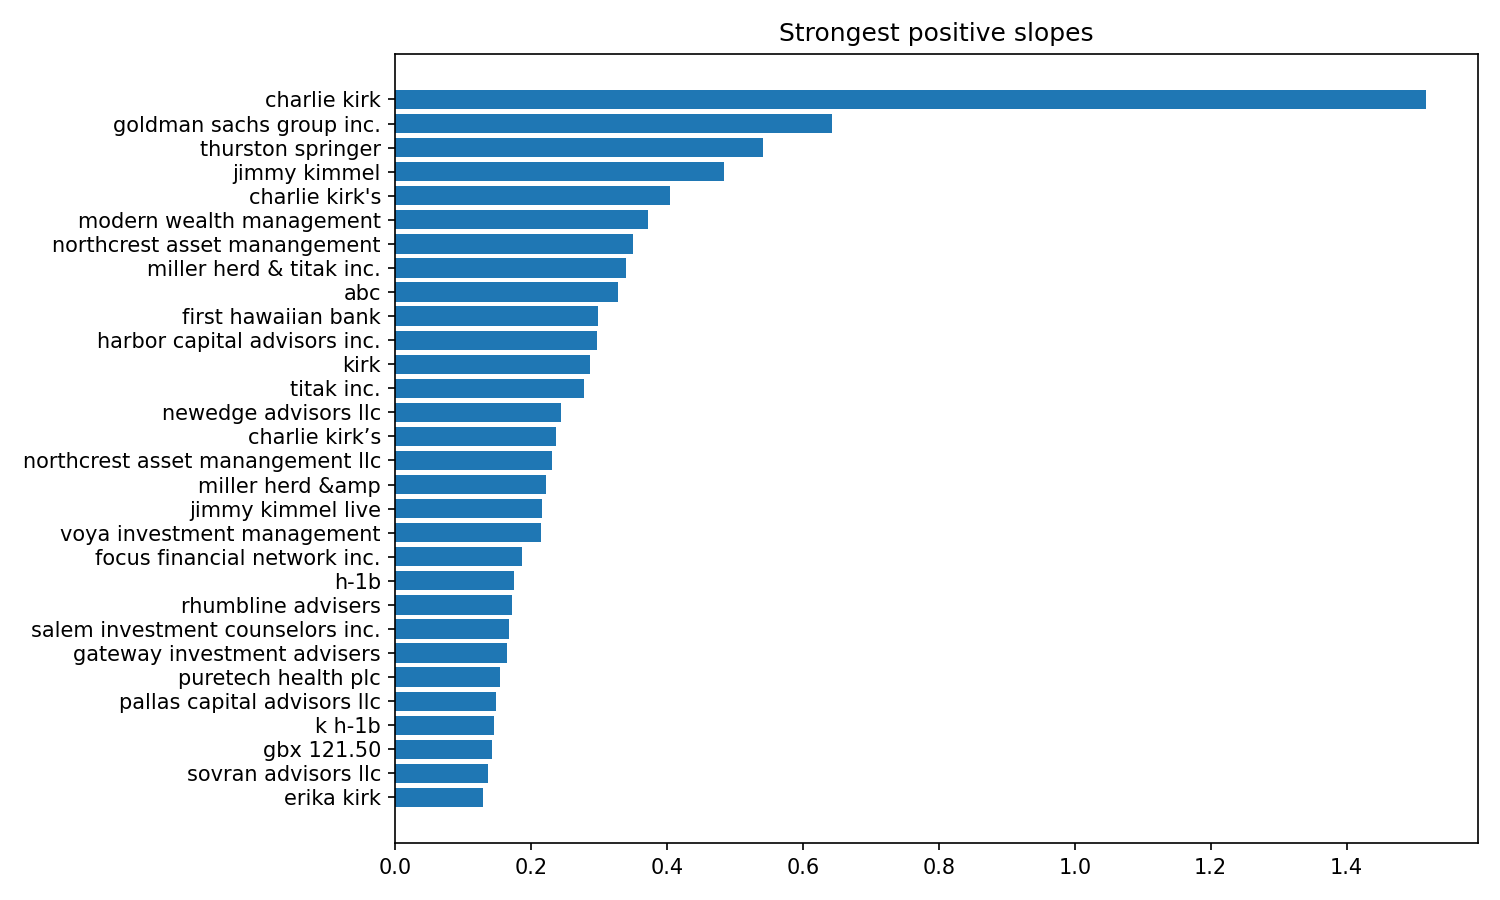 Strongest positive slopes
charlie kirk
goldman sachs group inc.
thurston springer
jimmy kimmel
charlie kirk's
modern wealth management
northcrest asset manangement
miller herd & titak inc.
abc
first hawaiian bank
harbor capital advisors inc.
kirk
titak inc.
newedge advisors llc
charlie kirk’s
northcrest asset manangement llc
miller herd &amp
jimmy kimmel live
voya investment management
focus financial network inc.
h-1b
rhumbline advisers
salem investment counselors inc.
gateway investment advisers
puretech health plc
pallas capital advisors llc
k h-1b
gbx 121.50
sovran advisors llc
erika kirk
0.0 0.2 0.4 0.6 0.8 1.0 1.2 1.4